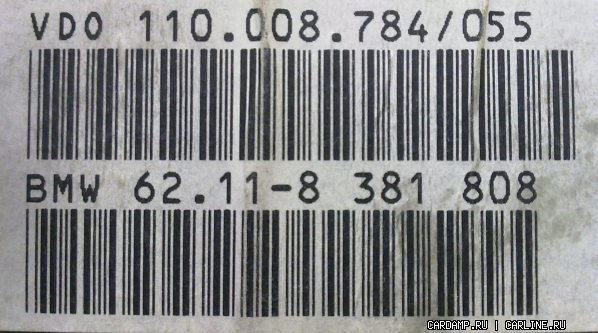 VDO 110.008.784/055
BMW 62.11-8 381 808
CARDAMP.RU | CARLINE.RU